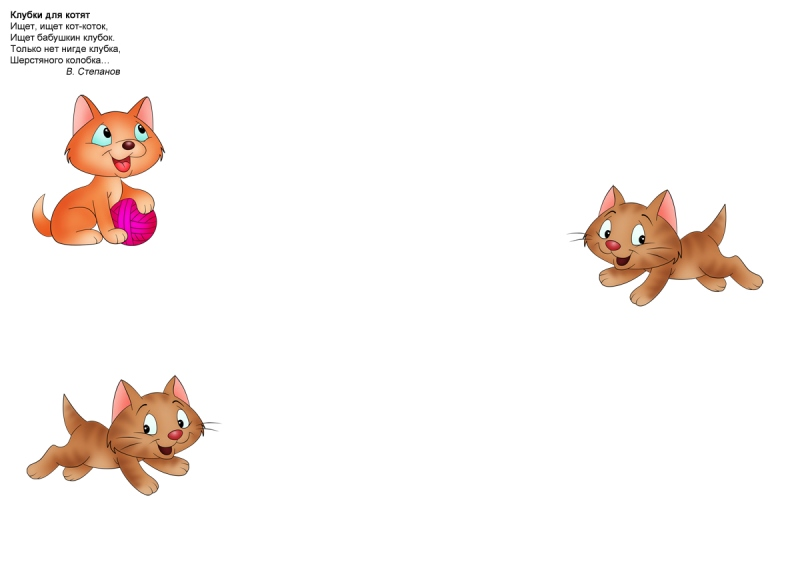 Клубки для котят
Ищет, ищет кот-коток,
Ищет бабушкин клубок.
Только нет нигде клубка,
Шерстяного колобка…
В. Степанов